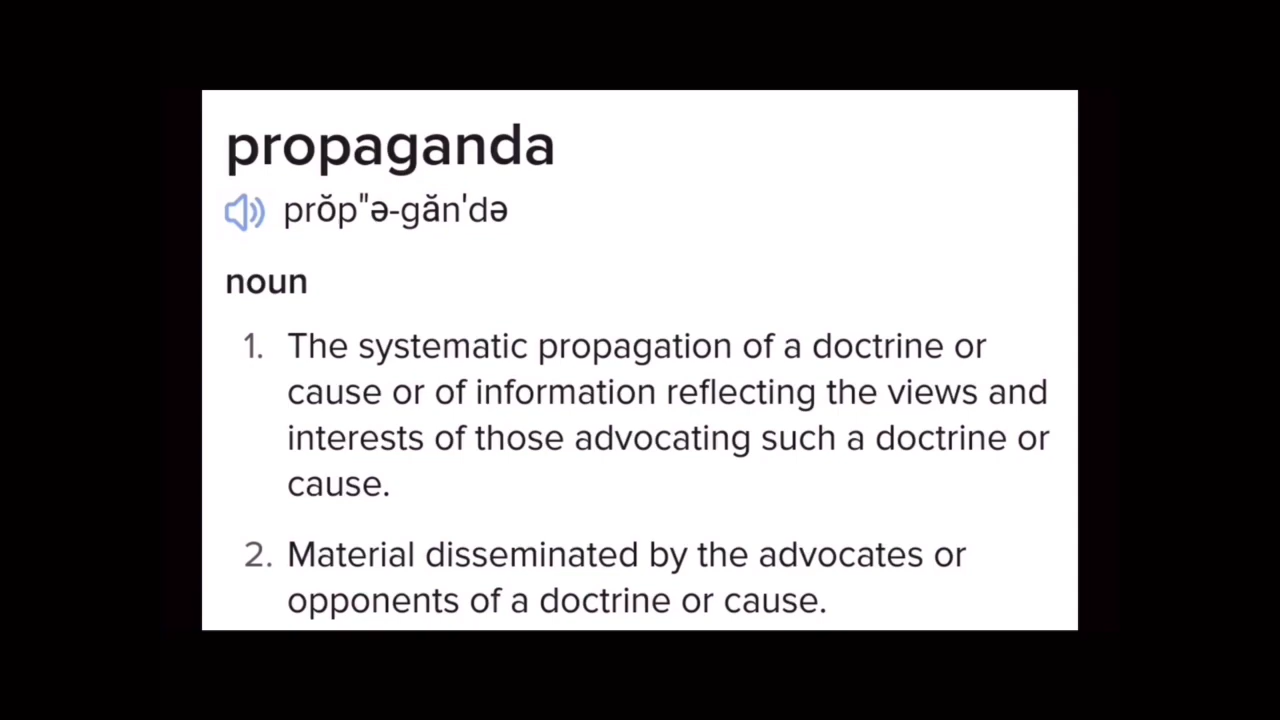 propaganda
prŏp"ə-găn'də
noun
1. The systematic propagation of a doctrine or
cause or of information reflecting the views and
interests of those advocating such a doctrine or
cause.
2. Material disseminated by the advocates or
opponents of a doctrine or cause.